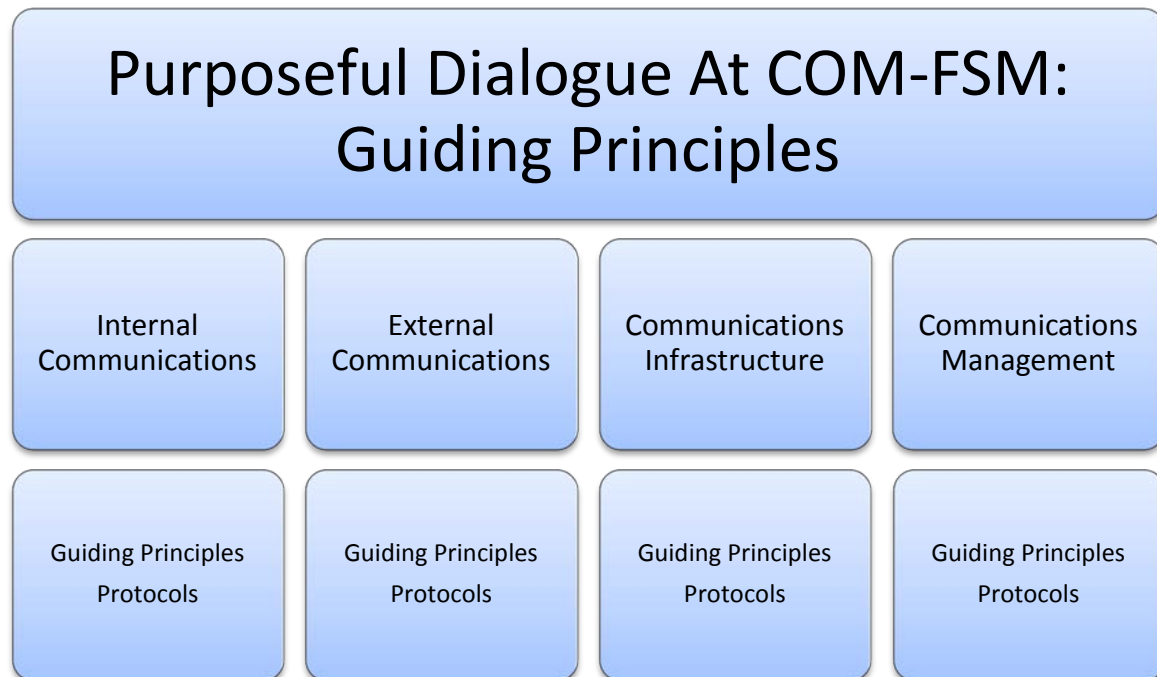 Purposeful Dialogue At COM-FSM:
Guiding Principles
Internal
Communications
External
Communications
Communications
Infrastructure
Communications
Management
Guiding Principles
Protocols
Guiding Principles
Protocols
Guiding Principles
Protocols
Guiding Principles
Protocols